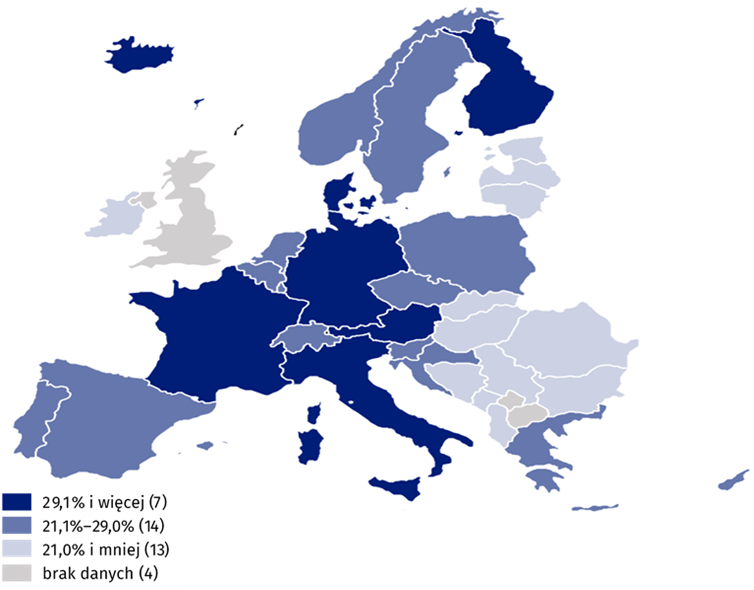 29,1% i więcej (7)
21,1%–29,0% (14)
21,0% i mniej (13)
brak danych (4)